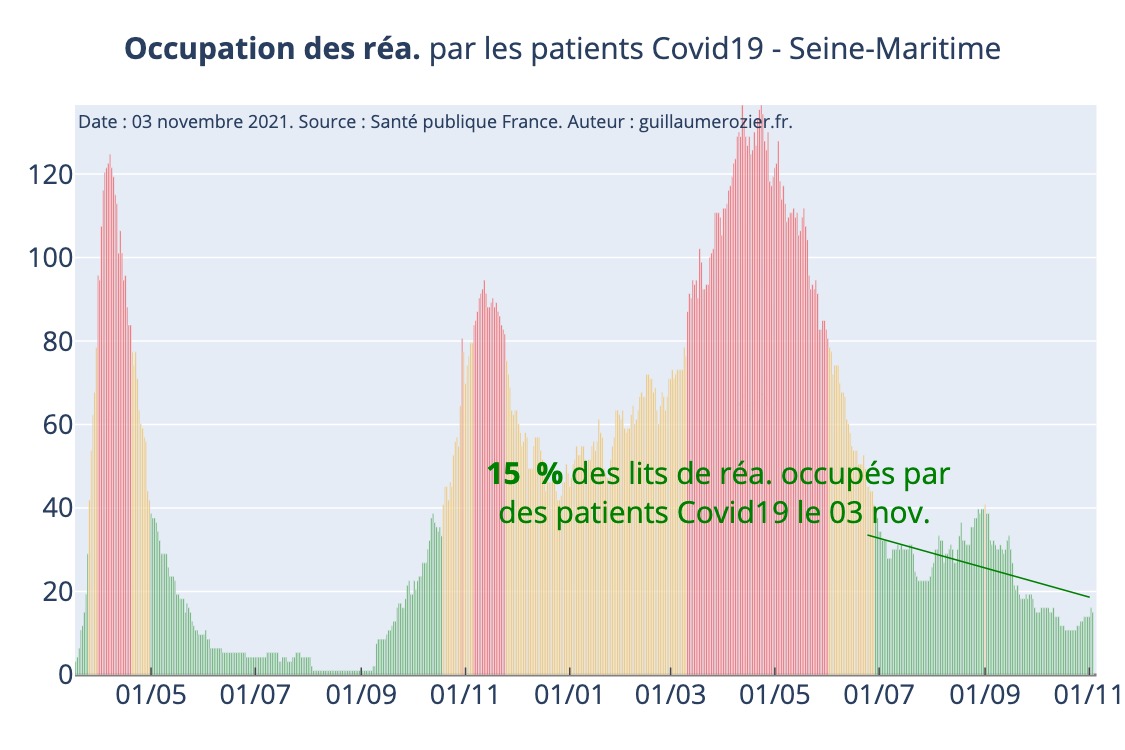 Occupation des réa. par les patients Covid19 - Seine-Maritime
Date : 03 novembre 2021. Source : Santé publique France. Auteur : guillaumerozier.fr.
120
100
80
60
40
20
0
15 % des lits de réa. occupés par
des patients Covid19 le 03 nov.
01/05 01/07 01/09 01/11 01/01 01/03 01/05 01/07 01/09 01/11